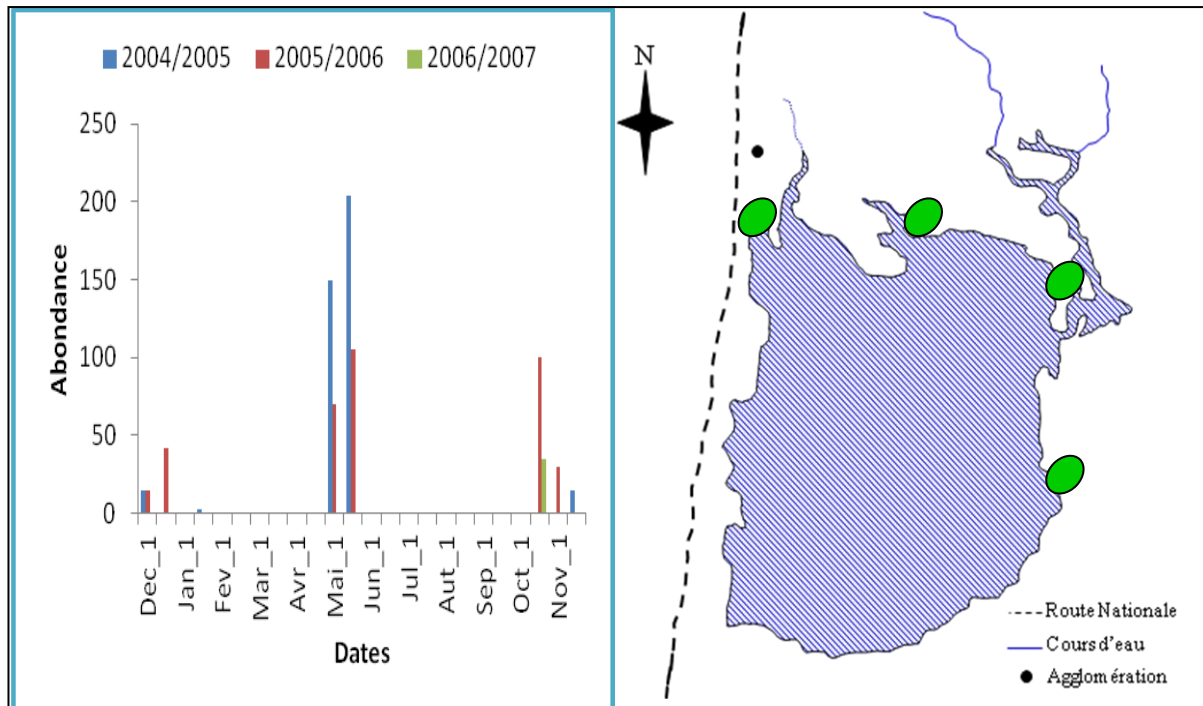 2004/2005 2005/2006 2006/2007
250
200
150
100
50
0
Abondance
Dec_1 Jan_1 Fev_1 Mar_1 Avr_1 Mai_1 Jun_1 Jul_1 Aut_1 Sep_1 Oct_1 Nov_1
Dates
N
Route Nationale
Cours d'eau
Agglomération